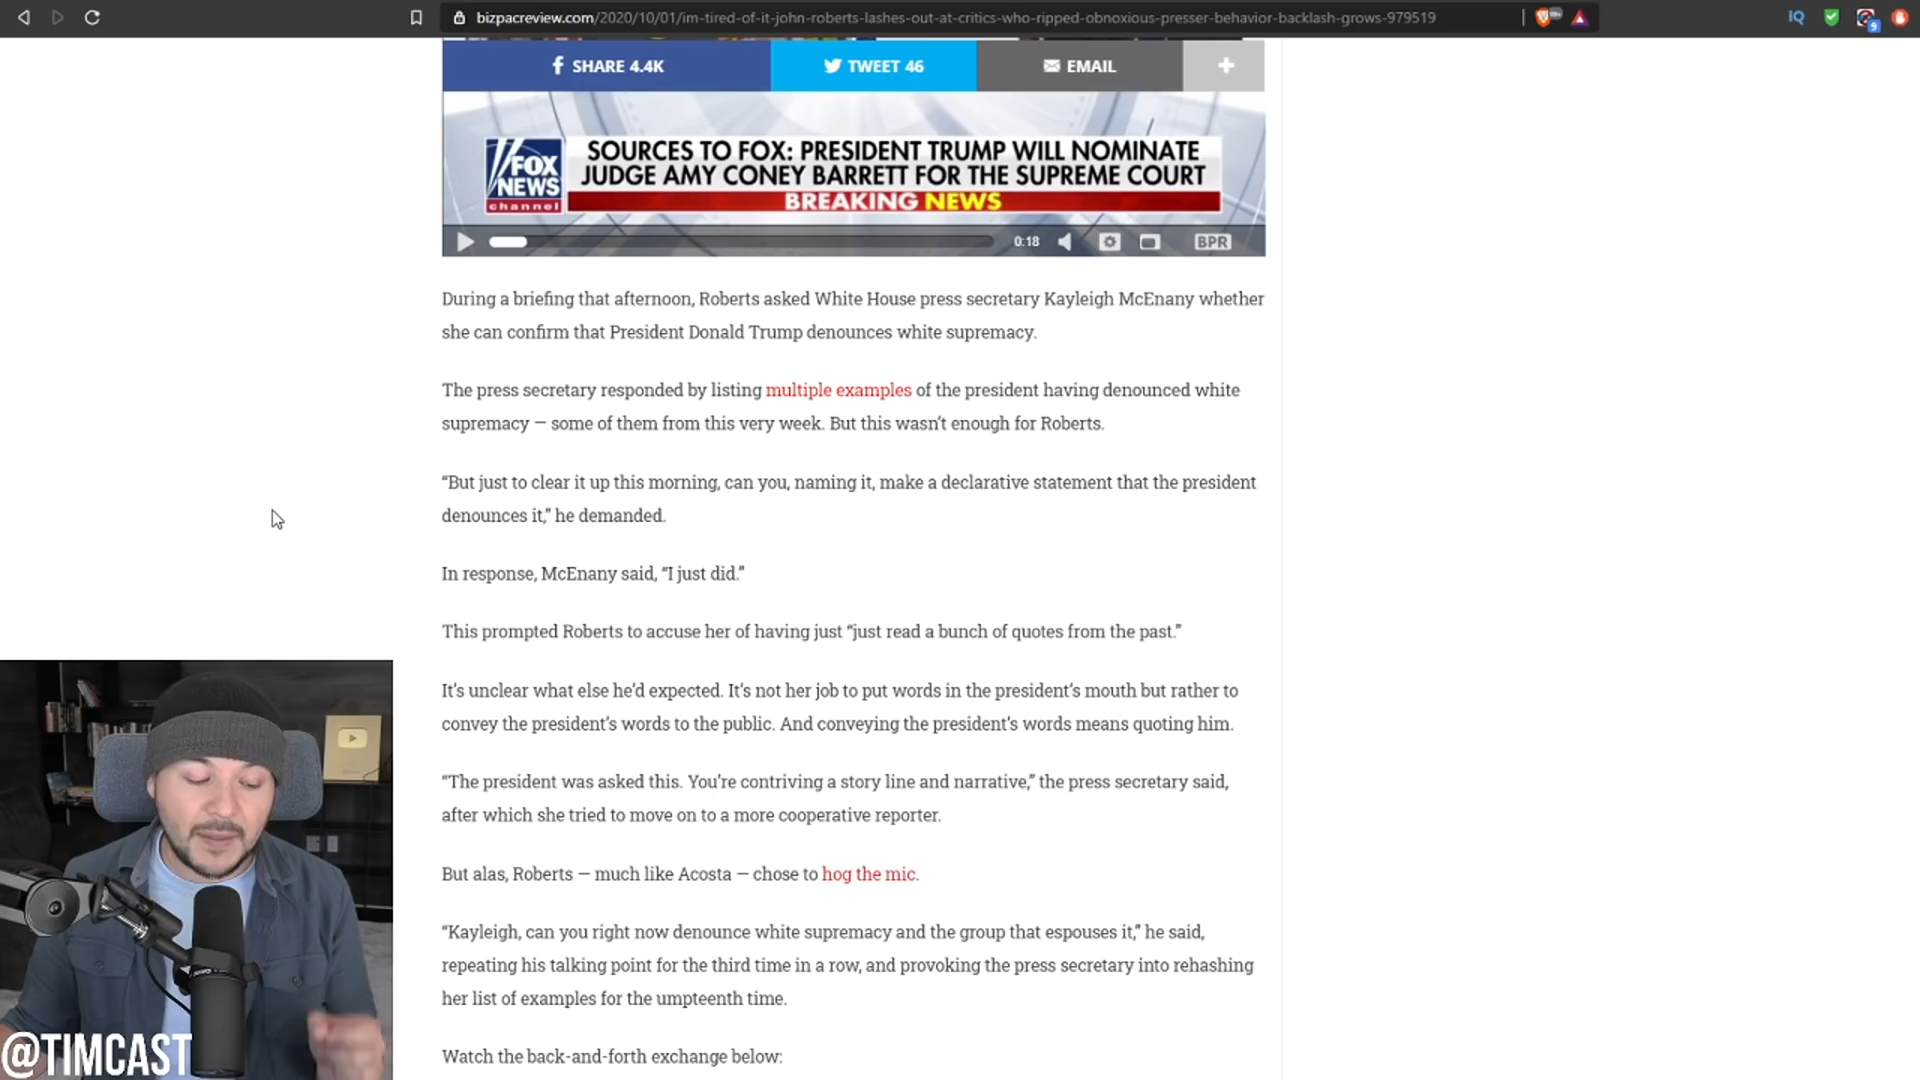 bizpacreview.com/2020/10/01/im-tired-of-it-john-roberts-lashes-out-at-critics-who-ripped-obnoxious-presser-behavior-backlash-grows-979519
IQ
9
SHARE 4.4K
TWEET 46
EMAIL
+
FOX
NEWS
channel
SOURCES TO FOX: PRESIDENT TRUMP WILL NOMINATE
JUDGE AMY CONEY BARRETT FOR THE SUPREME COURT
BREAKING NEWS
0:18
BPR
During a briefing that afternoon, Roberts asked White House press secretary Kayleigh McEnany whether
she can confirm that President Donald Trump denounces white supremacy.
The press secretary responded by listing multiple examples of the president having denounced white
supremacy — some of them from this very week. But this wasn’t enough for Roberts.
“But just to clear it up this morning, can you, naming it, make a declarative statement that the president
denounces it,” he demanded.
In response, McEnany said, “I just did.”
This prompted Roberts to accuse her of having just “just read a bunch of quotes from the past.”
It’s unclear what else he’d expected. It’s not her job to put words in the president’s mouth but rather to
convey the president’s words to the public. And conveying the president’s words means quoting him.
“The president was asked this. You’re contriving a story line and narrative,” the press secretary said,
after which she tried to move on to a more cooperative reporter.
But alas, Roberts — much like Acosta — chose to hog the mic.
“Kayleigh, can you right now denounce white supremacy and the group that espouses it,” he said,
repeating his talking point for the third time in a row, and provoking the press secretary into rehashing
her list of examples for the umpteenth time.
Watch the back-and-forth exchange below:
@TIMCAST